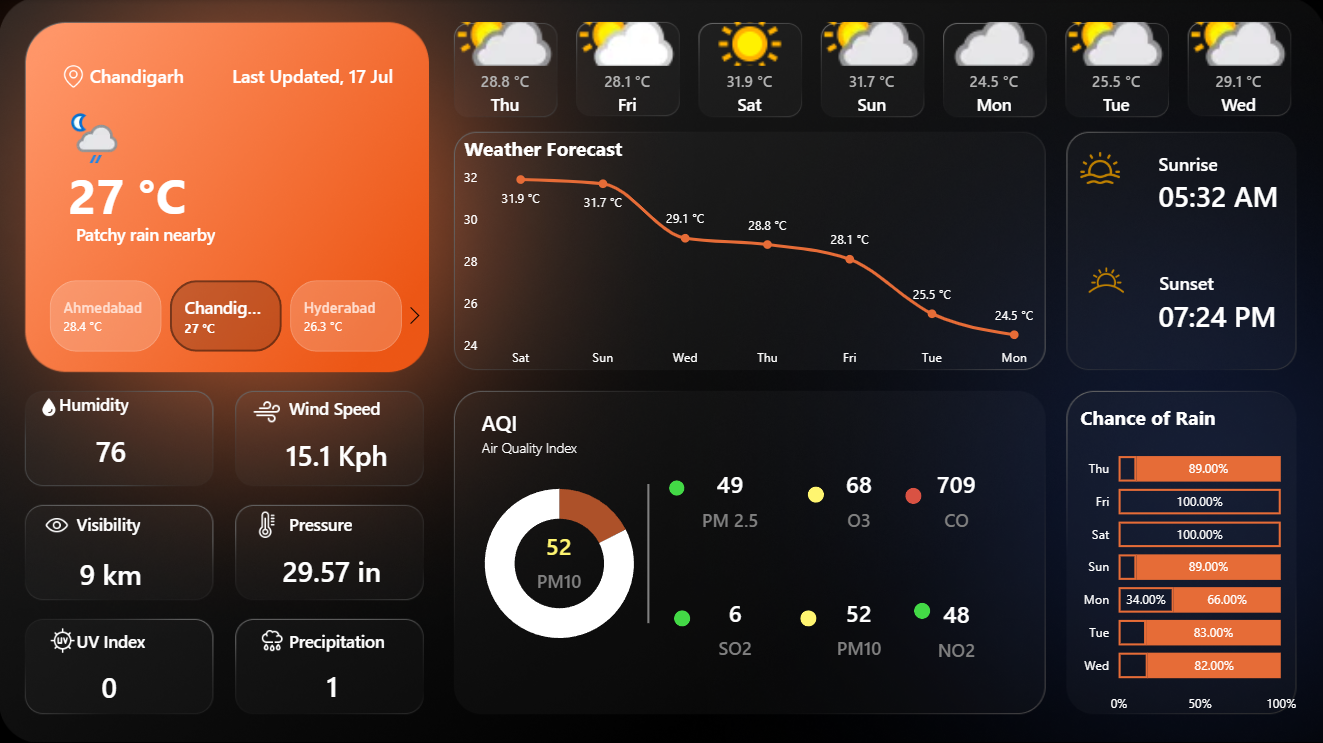 Chandigarh
Last Updated, 17 Jul
27 °C
Patchy rain nearby
Ahmedabad
28.4 °C
Chandig...
27 °C
Hyderabad
26.3 °C
28.8 °C
Thu
28.1 °C
Fri
31.9 °C
Sat
31.7 °C
Sun
24.5 °C
Mon
25.5 °C
Tue
29.1 °C
Wed
Weather Forecast
32
30
28
26
24
31.9 °C
31.7 °C
29.1 °C
28.8 °C
28.1 °C
25.5 °C
24.5 °C
Sat Sun Wed Thu Fri Tue Mon
Sunrise
05:32 AM
Sunset
07:24 PM
Humidity
76
Wind Speed
15.1 Kph
Visibility
9 km
Pressure
29.57 in
UV
UV Index
0
Precipitation
1
AQI
Air Quality Index
52
PM10
49
PM 2.5
68
O3
709
CO
6
SO2
52
PM10
48
NO2
Chance of Rain
Thu 89.00%
Fri 100.00%
Sat 100.00%
Sun 89.00%
Mon 34.00% 66.00%
Tue 83.00%
Wed 82.00%
0% 50% 100%